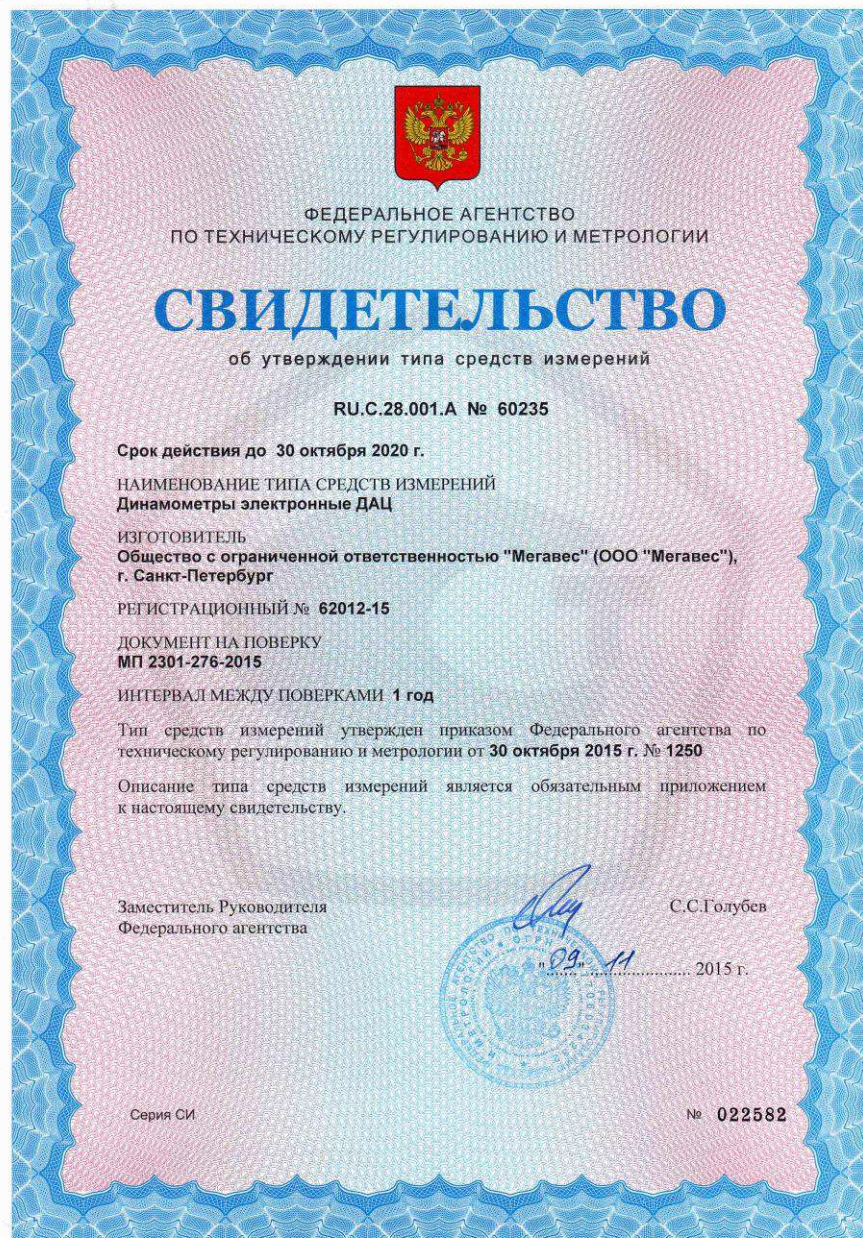 ФЕДЕРАЛЬНОЕ АГЕНТСТВО
ПО ТЕХНИЧЕСКОМУ РЕГУЛИРОВАНИЮ И МЕТРОЛОГИИ
СВИДЕТЕЛЬСТВО
об утверждении типа средств измерений
RU.C.28.001.A № 60235
Срок действия до 30 октября 2020 г.
НАИМЕНОВАНИЕ ТИПА СРЕДСТВ ИЗМЕРЕНИЙ
Динамометры электронные ДАЦ
ИЗГОТОВИТЕЛЬ
Общество с ограниченной ответственностью "Мегавес" (ООО "Мегавес"),
г. Санкт-Петербург
РЕГИСТРАЦИОННЫЙ № 62012-15
ДОКУМЕНТ НА ПОВЕРКУ
МП 2301-276-2015
ИНТЕРВАЛ МЕЖДУ ПОВЕРКАМИ 1 год
Тип средств измерений утвержден приказом Федерального агентства по
техническому регулированию и метрологии от 30 октября 2015 г. № 1250
Описание типа средств измерений является обязательным приложением
к настоящему свидетельству.
Заместитель Руководителя
Федерального агентства
С.С.Голубев
"09" 11 2015 г.
Серия СИ
№ 022582